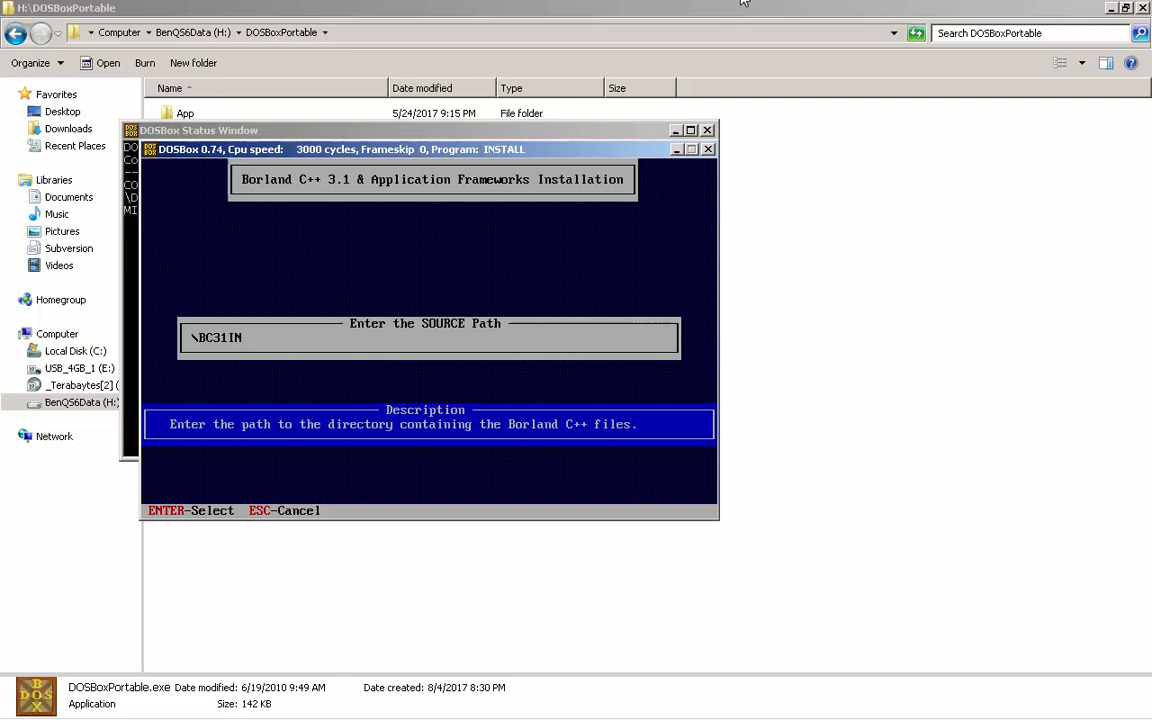 H:\DOSBoxPortable
Computer BenQS6Data (H:) DOSBoxPortable
Search DOSBoxPortable
Organize Open Burn New folder
Name Date modified Type Size
Favorites
Desktop
Downloads
Recent Places
Libraries
Documents
Music
Pictures
Subversion
Videos
Homegroup
Computer
Local Disk (C:)
USB_4GB_1 (E:)
_Terabaytes[2] (
BenQS6Data (H:)
Network
App 5/24/2017 9:15 PM File folder
DOSBox Status Window
DO
Co
--
CO
\D
MI
DOSBox 0.74, Cpu speed: 3000 cycles, Frameskip 0, Program: INSTALL
Borland C++ 3.1 & Application Frameworks Installation
Enter the SOURCE Path
\BC31IN
Description
Enter the path to the directory containing the Borland C++ files.
ENTER-Select ESC-Cancel
DOSBoxPortable.exe Date modified: 6/19/2010 9:49 AM Date created: 8/4/2017 8:30 PM
Application Size: 142 KB